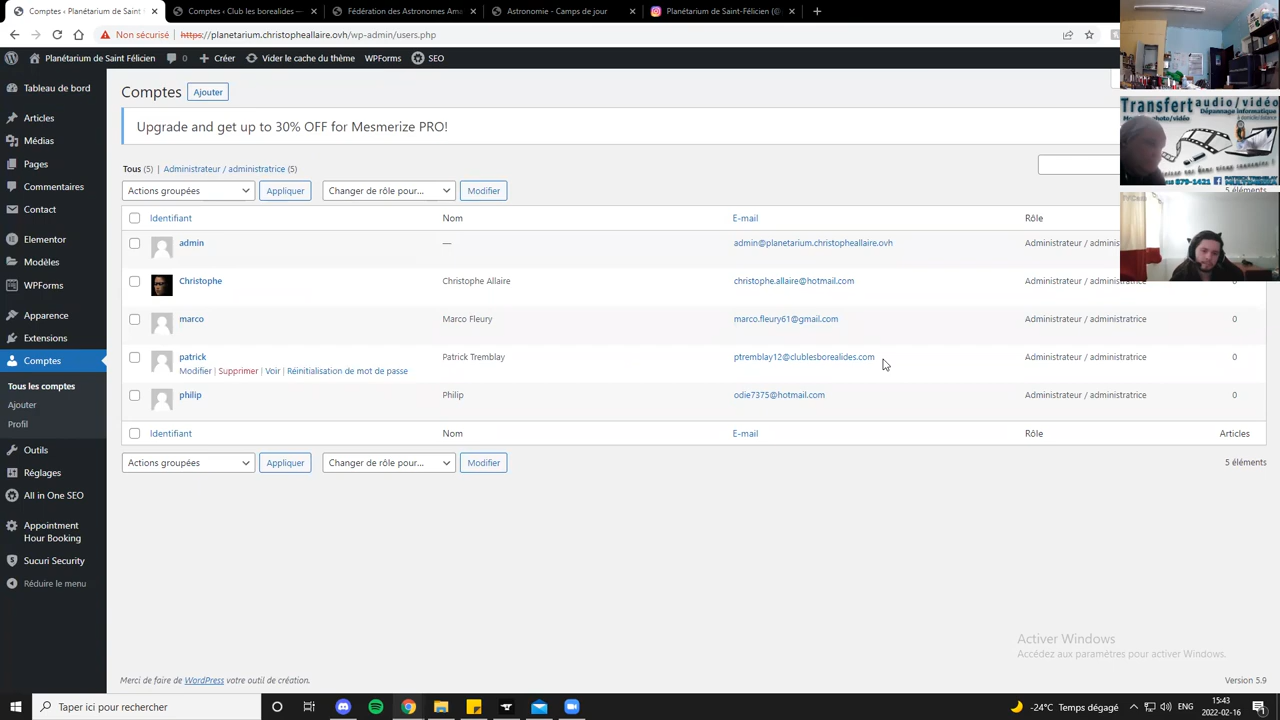 Comptes ‹ Planétarium de Saint-F
Comptes ‹ Club les borealides —
Fédération des Astronomes Ama
Astronomie - Camps de jour
Planétarium de Saint-Félicien (@
Non sécurisé
https://planetarium.christopheallaire.ovh/wp-admin/users.php
Planétarium de Saint Félicien
0
Créer
Vider le cache du thème
WPForms
SEO
Tableau de bord
Articles
Médias
Pages
Commentaires
Contact
Elementor
Modèles
WPForms
Apparence
Extensions
Comptes
Tous les comptes
Ajouter
Profil
Outils
Réglages
All in One SEO
Appointment
Hour Booking
Sucuri Security
Réduire le menu
Comptes
Ajouter
Upgrade and get up to 30% OFF for Mesmerize PRO!
Tous (5) | Administrateur / administratrice (5)
Actions groupées
Appliquer
Changer de rôle pour...
Modifier
5 éléments
Identifiant
Nom
E-mail
Rôle
admin
—
admin@planetarium.christopheallaire.ovh
Administrateur / adminis
Christophe
Christophe Allaire
christophe.allaire@hotmail.com
Administrateur / administratrice
0
marco
Marco Fleury
marco.fleury61@gmail.com
Administrateur / administratrice
0
patrick
Patrick Tremblay
ptremblay12@clublesborealides.com
Administrateur / administratrice
0
Modifier | Supprimer | Voir | Réinitialisation de mot de passe
philip
Philip
odie7375@hotmail.com
Administrateur / administratrice
0
Identifiant
Nom
E-mail
Rôle
Articles
Actions groupées
Appliquer
Changer de rôle pour...
Modifier
5 éléments
Transfert audio/vidéo
Dépannage informatique
879-1421
Activer Windows
Accédez aux paramètres pour activer Windows.
Merci de faire de WordPress votre outil de création.
Version 5.9
Taper ici pour rechercher
-24°C Temps dégagé
ENG
15:43
2022-02-16
1